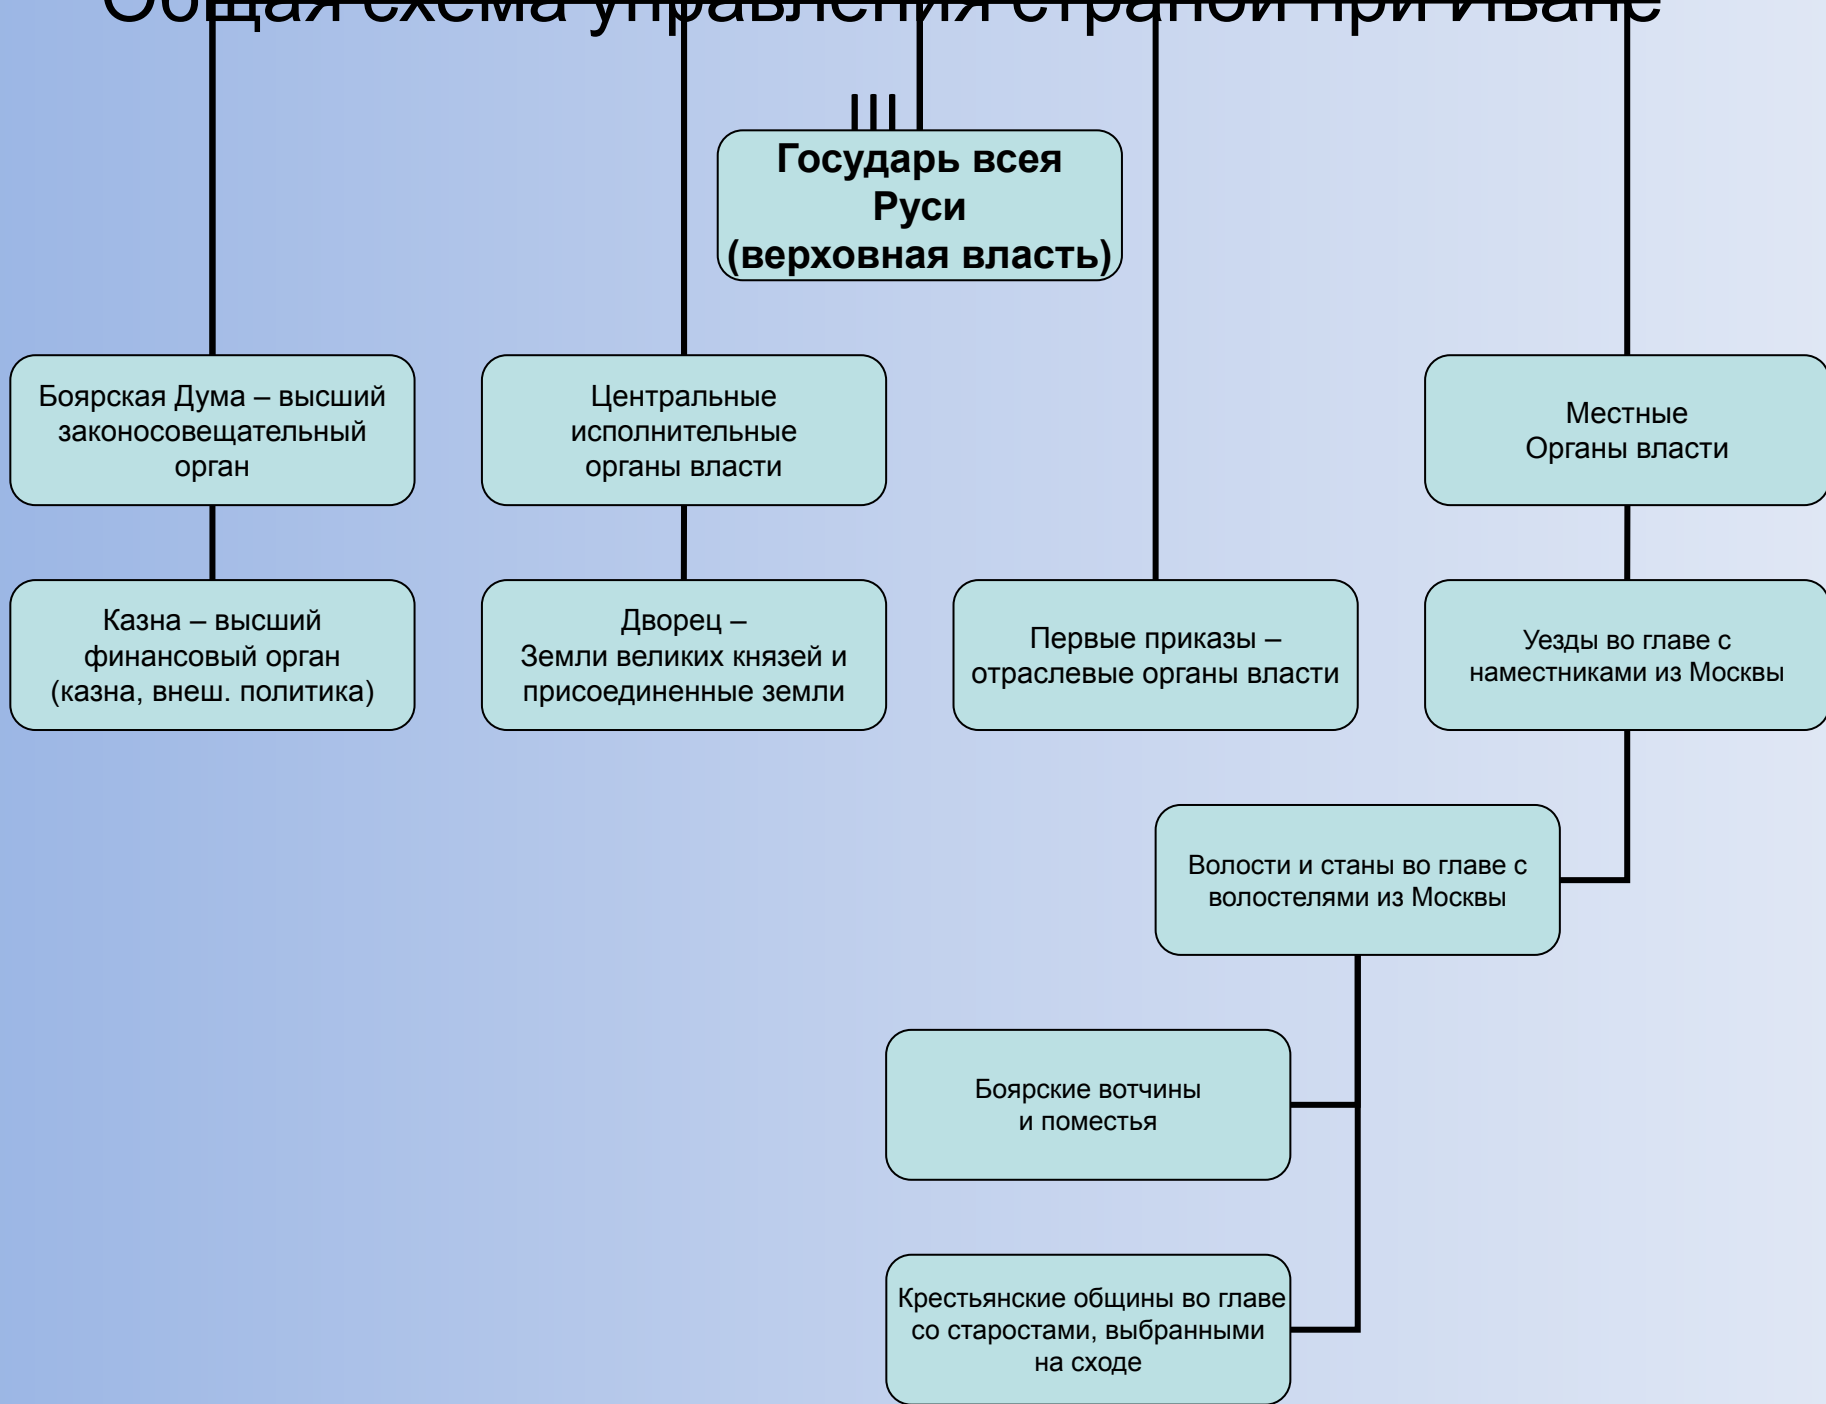 Общая схема управления страной при Иване
III
Государь всея
Руси
(верховная власть)
Боярская Дума – высший
законосовещательный
орган
Центральные
исполнительные
органы власти
Местные
Органы власти
Казна – высший
финансовый орган
(казна, внеш. политика)
Дворец –
Земли великих князей и
присоединенные земли
Первые приказы –
отраслевые органы власти
Уезды во главе с
наместниками из Москвы
Волости и станы во главе с
волостелями из Москвы
Боярские вотчины
и поместья
Крестьянские общины во главе
со старостами, выбранными
на сходе